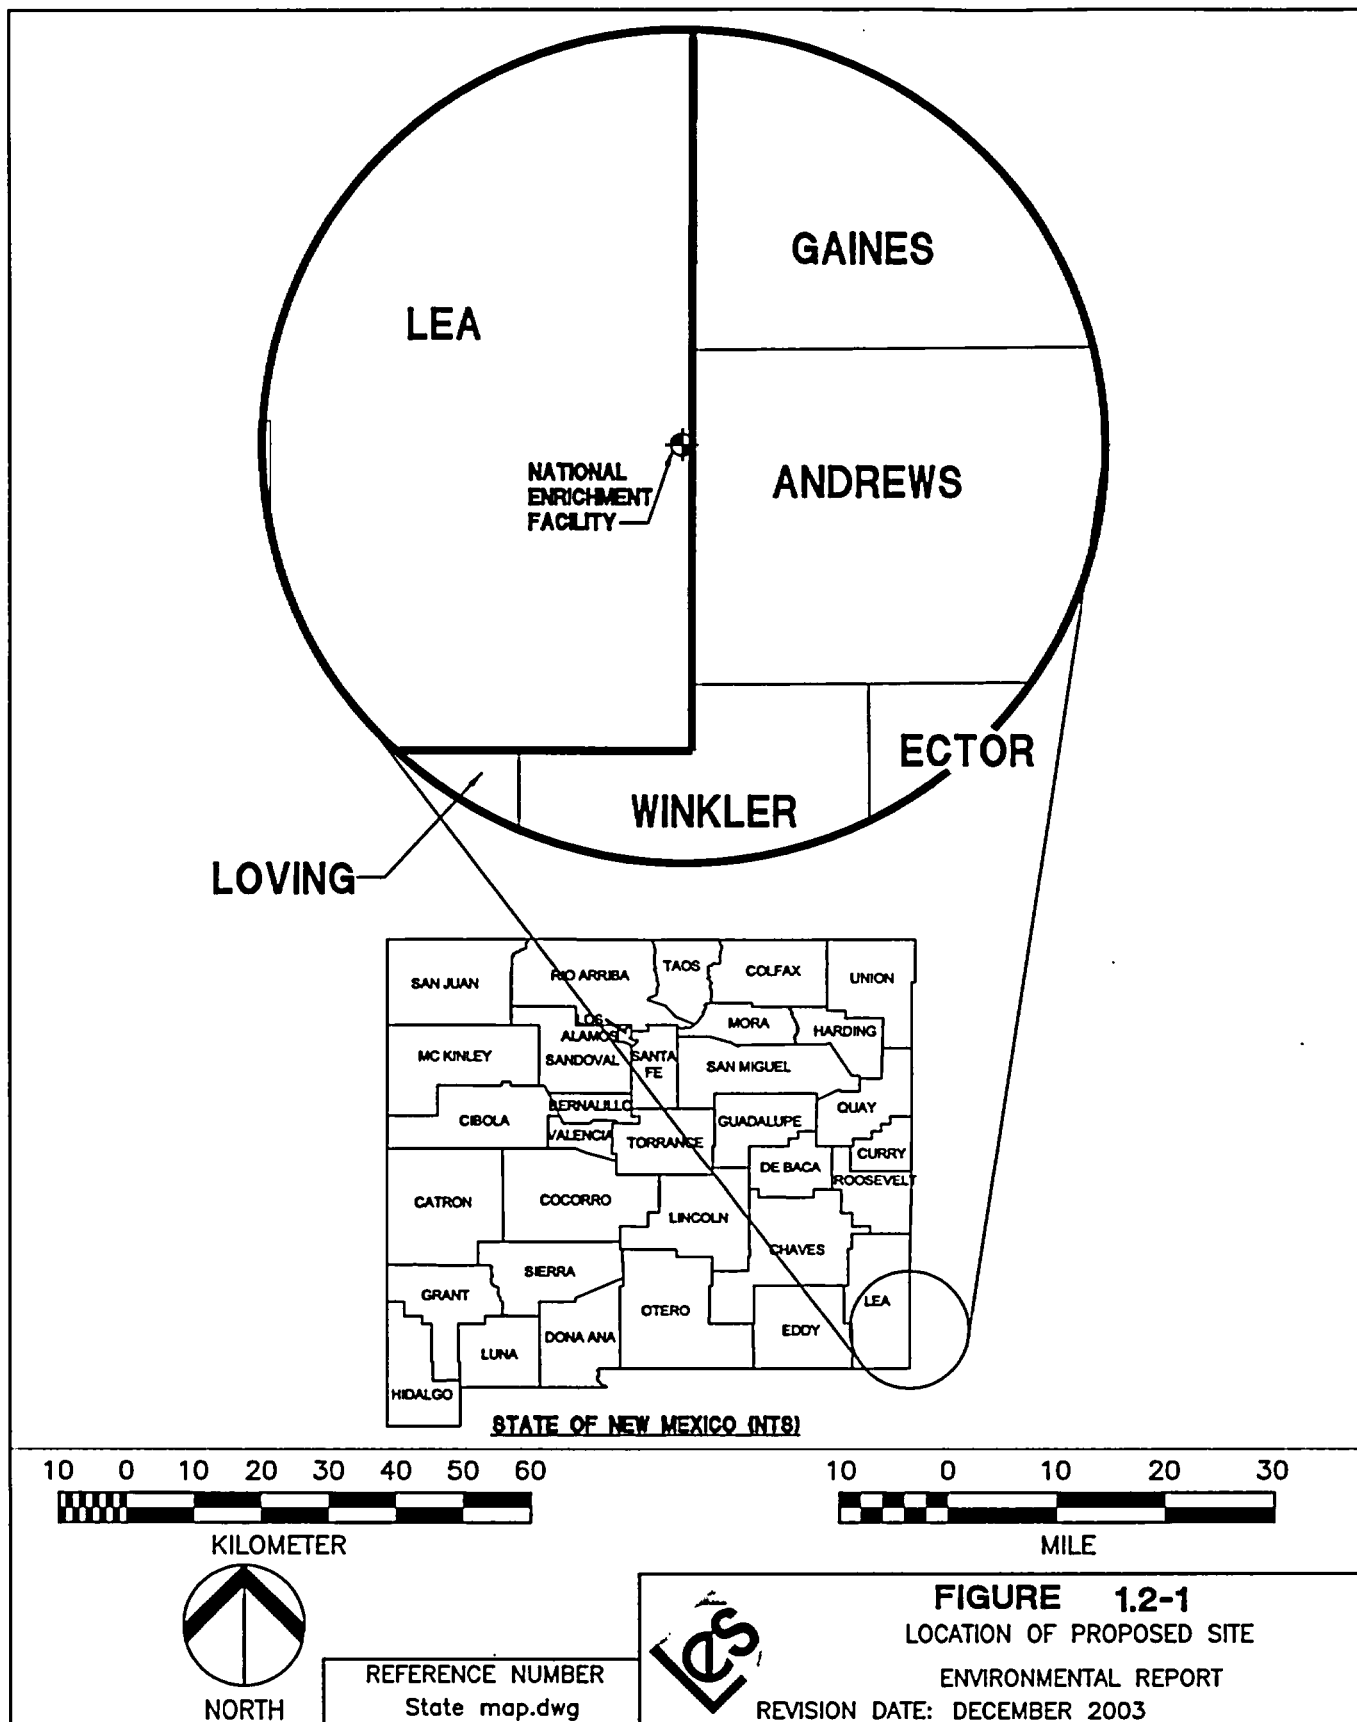 GAINES
LEA
NATIONAL
ENRICHMENT
FACILITY
ANDREWS
ECTOR
WINKLER
LOVING
SAN JUAN
RIO ARRIBA
TAOS
COLFAX
UNION
LOS
ALAMOS
MORA
HARDING
MC KINLEY
SANDOVAL
SANTA
FE
SAN MIGUEL
BERNALILLO
QUAY
CIBOLA
VALENCIA
TORRANCE
GUADALUPE
CURRY
DE BACA
ROOSEVELT
CATRON
COCORRO
LINCOLN
CHAVES
SIERRA
GRANT
OTERO
LEA
EDDY
LUNA
DONA ANA
HIDALGO
STATE OF NEW MEXICO (NTS)
10 0 10 20 30 40 50 60
KILOMETER
10 0 10 20 30
MILE
NORTH
REFERENCE NUMBER
State map.dwg
Les
FIGURE 1.2-1
LOCATION OF PROPOSED SITE
ENVIRONMENTAL REPORT
REVISION DATE: DECEMBER 2003